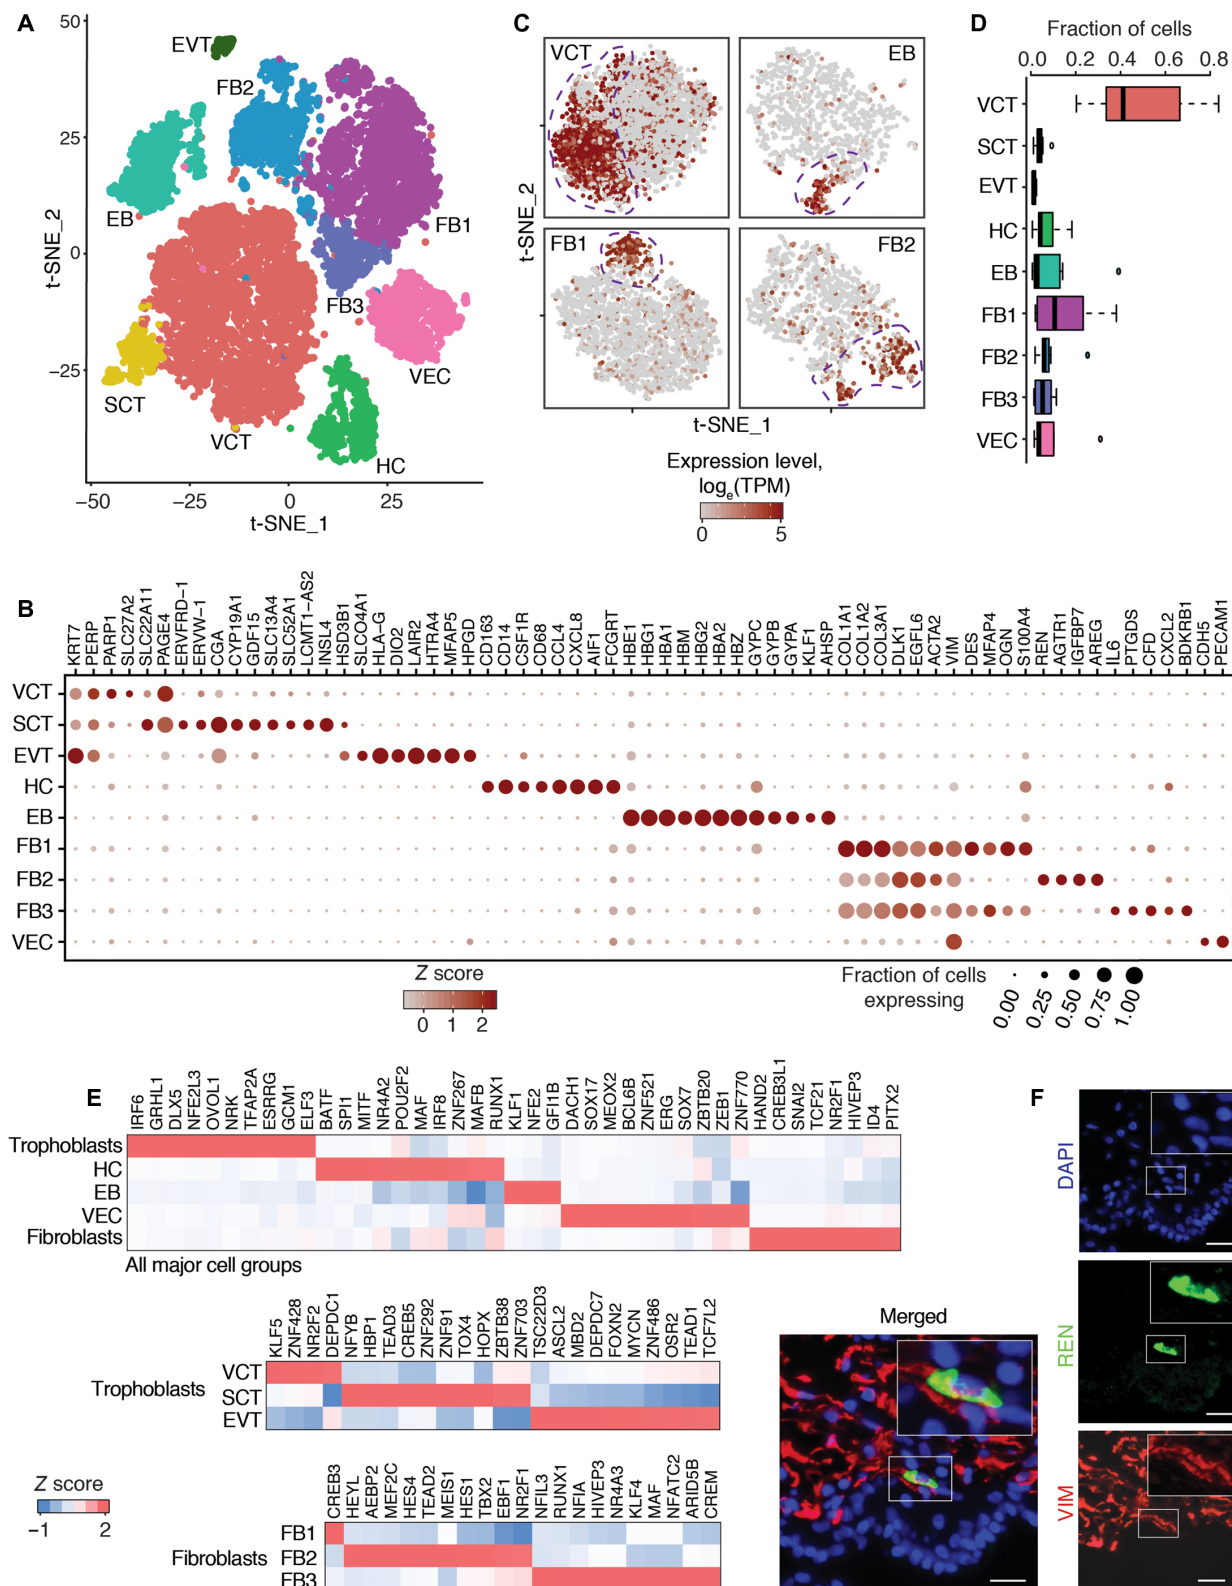 A
50
25
0
−25
t-SNE_2
−50
−25
0
25
t-SNE_1
EVT
FB2
EB
FB1
FB3
VEC
SCT
VCT
HC
C
VCT
EB
FB1
FB2
t-SNE_2
t-SNE_1
Expression level,
loge(TPM)
0
5
D
Fraction of cells
0.0
0.2
0.4
0.6
0.8
VCT
SCT
EVT
HC
EB
FB1
FB2
FB3
VEC
B
KRT7
PERP
PARP1
SLC27A2
SLC22A11
PAGE4
ERVFRD−1
ERVW−1
CGA
CYP19A1
GDF15
SLC13A4
SLC52A1
LCMT1−AS2
INSL4
HSD3B1
SLCO4A1
HLA−G
DIO2
LAIR2
HTRA4
MFAP5
HPGD
CD163
CD14
CSF1R
CD68
CCL4
CXCL8
AIF1
FCGRT
HBE1
HBG1
HBA1
HBM
HBG2
HBA2
HBZ
GYPC
GYPB
GYPA
KLF1
AHSP
COL1A1
COL1A2
COL3A1
DLK1
EGFL6
ACTA2
VIM
DES
MFAP4
OGN
S100A4
REN
AGTR1
IGFBP7
AREG
IL6
PTGDS
CFD
CXCL2
BDKRB1
CDH5
PECAM1
VCT
SCT
EVT
HC
EB
FB1
FB2
FB3
VEC
Z score
0
1
2
Fraction of cells
expressing
0.00
0.25
0.50
0.75
1.00
E
IRF6
GRHL1
DLX5
NFE2L3
OVOL1
NRK
TFAP2A
ESRRG
GCM1
ELF3
BATF
SPI1
MITF
NR4A2
POU2F2
MAF
IRF8
ZNF267
MAFB
RUNX1
KLF1
NFE2
GFI1B
DACH1
SOX17
MEOX2
BCL6B
ZNF521
ERG
SOX7
ZBTB20
ZEB1
ZNF770
HAND2
CREB3L1
SNAI2
TCF21
NR2F1
HIVEP3
ID4
PITX2
Trophoblasts
HC
EB
VEC
Fibroblasts
All major cell groups
KLF5
ZNF428
NR2F2
DEPDC1
NFYB
HBP1
TEAD3
CREB5
ZNF292
ZNF91
TOX4
HOPX
ZBTB38
ZNF703
TSC22D3
ASCL2
MBD2
DEPDC7
FOXN2
MYCN
ZNF486
OSR2
TEAD1
TCF7L2
Trophoblasts
VCT
SCT
EVT
Z score
−1
2
CREB3
HEYL
AEBP2
MEF2C
HES4
TEAD2
MEIS1
HES1
TBX2
EBF1
NR2F1
NFIL3
RUNX1
NFIA
HIVEP3
NR4A3
KLF4
MAF
NFATC2
ARID5B
CREM
Fibroblasts
FB1
FB2
FB3
F
DAPI
REN
VIM
Merged